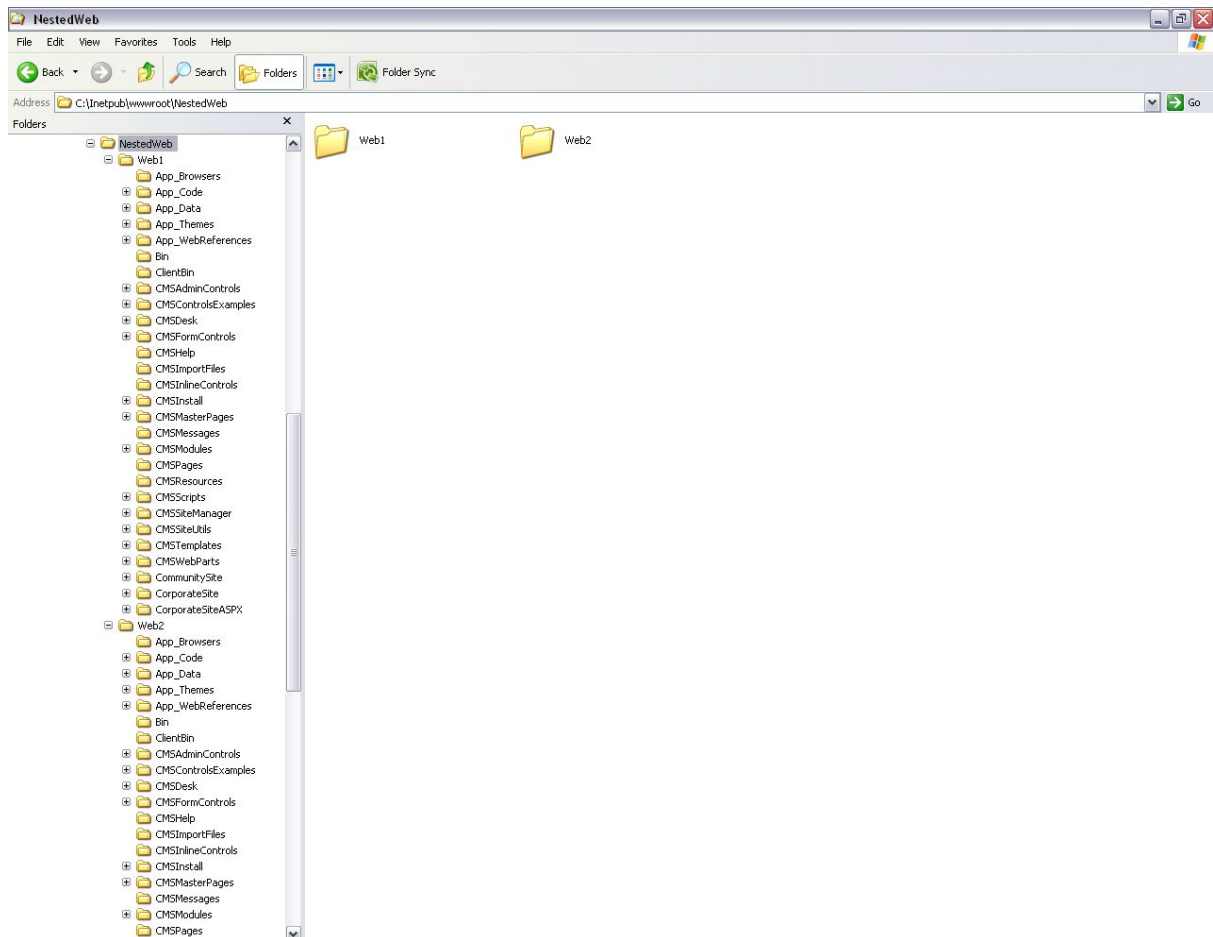 NestedWeb
File Edit View Favorites Tools Help
Back Search Folders Folder Sync
Address C:\Inetpub\wwwroot\NestedWeb Go
Folders
NestedWeb
Web1
App_Browsers
App_Code
App_Data
App_Themes
App_WebReferences
Bin
ClientBin
CMSAdminControls
CMSControlsExamples
CMSDesk
CMSFormControls
CMSHelp
CMSImportFiles
CMSInlineControls
CMSInstall
CMSMasterPages
CMSMessages
CMSModules
CMSPages
CMSResources
CMSScripts
CMSSiteManager
CMSSiteUtils
CMSTemplates
CMSWebParts
CommunitySite
CorporateSite
CorporateSiteASPX
Web2
App_Browsers
App_Code
App_Data
App_Themes
App_WebReferences
Bin
ClientBin
CMSAdminControls
CMSControlsExamples
CMSDesk
CMSFormControls
CMSHelp
CMSImportFiles
CMSInlineControls
CMSInstall
CMSMasterPages
CMSMessages
CMSModules
CMSPages
Web1 Web2